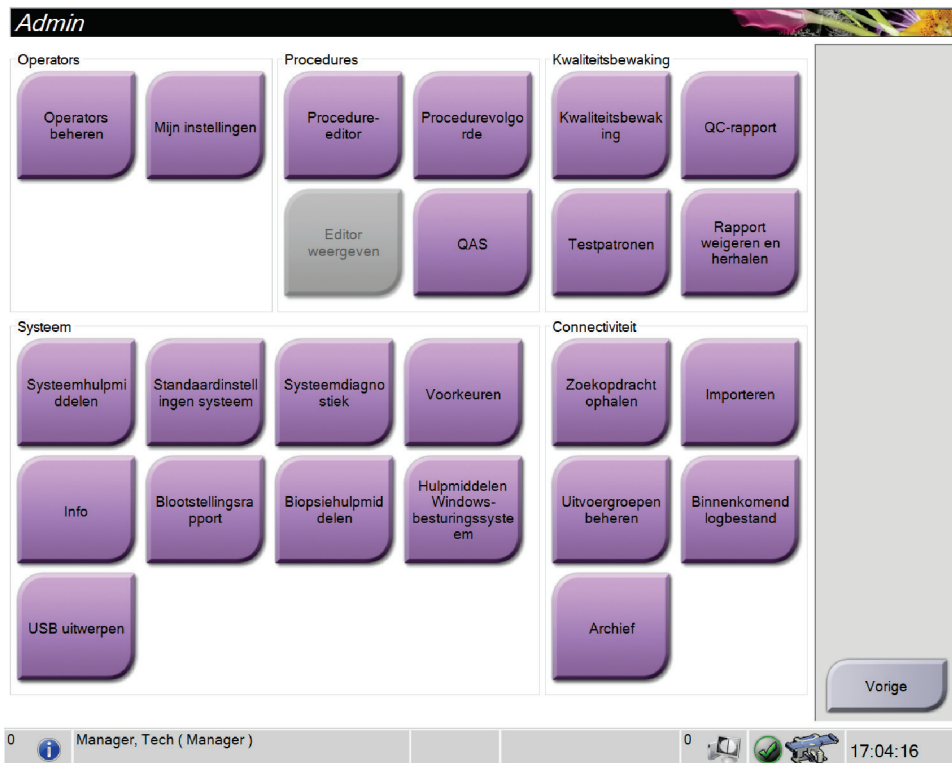 Admin
Operators
Operators
beheren
Mijn instellingen
Procedures
Procedure-
editor
Procedurevolgo
rde
Editor
weergeven
QAS
Kwaliteitsbewaking
Kwaliteitsbewak
ing
QC-rapport
Testpatronen
Rapport
weigeren en
herhalen
Systeem
Systeemhulpmi
ddelen
Standaardinstell
ingen systeem
Systeemdiagno
stiek
Voorkeuren
Info
Blootstellingsra
pport
Biopsiehulpmid
delen
Hulpmiddelen
Windows-
besturingssyste
em
USB uitwerpen
Connectiviteit
Zoekopdracht
ophalen
Importeren
Uitvoergroepen
beheren
Binnenkomend
logbestand
Archief
Vorige
0
Manager, Tech ( Manager )
0
17:04:16